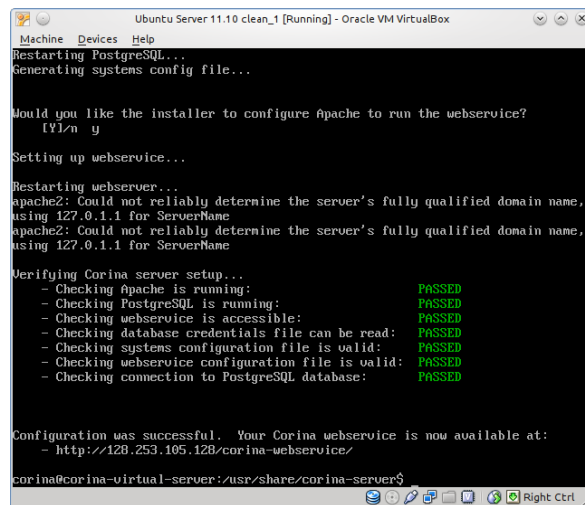 Ubuntu Server 11.10 clean_1 [Running] - Oracle VM VirtualBox
Machine Devices Help
Restarting PostgreSQL...
Generating systems config file...
Would you like the installer to configure Apache to run the webservice?
[Y]/n y
Setting up webservice...
Restarting webserver...
apache2: Could not reliably determine the server's fully qualified domain name,
using 127.0.1.1 for ServerName
apache2: Could not reliably determine the server's fully qualified domain name,
using 127.0.1.1 for ServerName
Verifying Corina server setup...
- Checking Apache is running: PASSED
- Checking PostgreSQL is running: PASSED
- Checking webservice is accessible: PASSED
- Checking database credentials file can be read: PASSED
- Checking systems configuration file is valid: PASSED
- Checking webservice configuration file is valid: PASSED
- Checking connection to PostgreSQL database: PASSED
Configuration was successful. Your Corina webservice is now available at:
- http://128.253.105.128/corina-webservice/
corina@corina-virtual-server:/usr/share/corina-server$ _
Right Ctrl